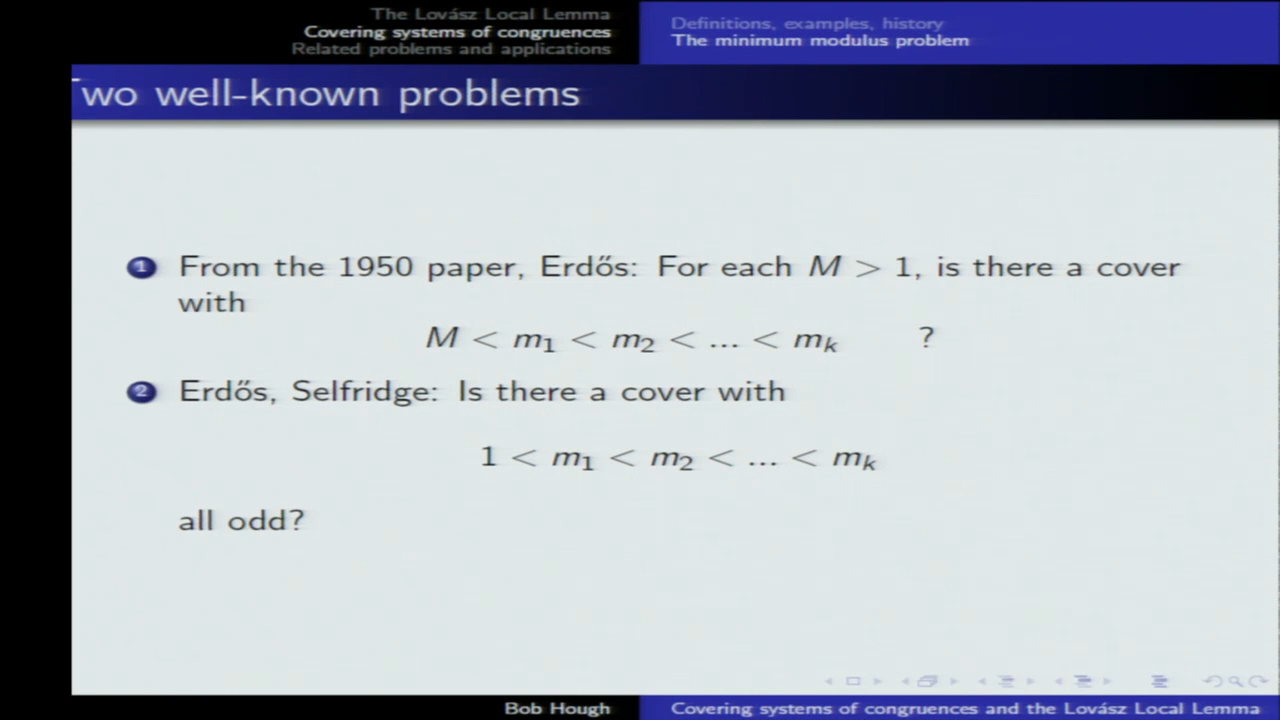 The Lovász Local Lemma
Covering systems of congruences
Related problems and applications
Definitions, examples, history
The minimum modulus problem
Two well-known problems
1 From the 1950 paper, Erdős: For each M > 1, is there a cover
with
M < m₁ < m₂ < ... < mₖ ?
2 Erdős, Selfridge: Is there a cover with
1 < m₁ < m₂ < ... < mₖ
all odd?
Bob Hough
Covering systems of congruences and the Lovász Local Lemma